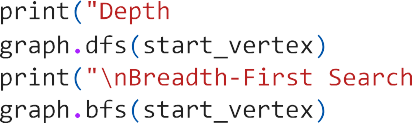 print("Depth
graph.dfs(start_vertex)
print("\nBreadth-First Search
graph.bfs(start_vertex)